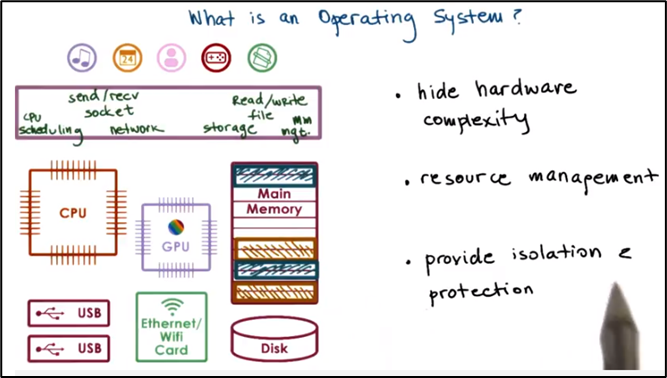 What is an Operating System?
24
send/recv
socket
Read/write
file
CPU
scheduling
network
storage
mm
mgt.
CPU
GPU
Main
Memory
USB
USB
Ethernet/
Wifi
Card
Disk
• hide hardware
complexity
• resource management
• provide isolation &
protection